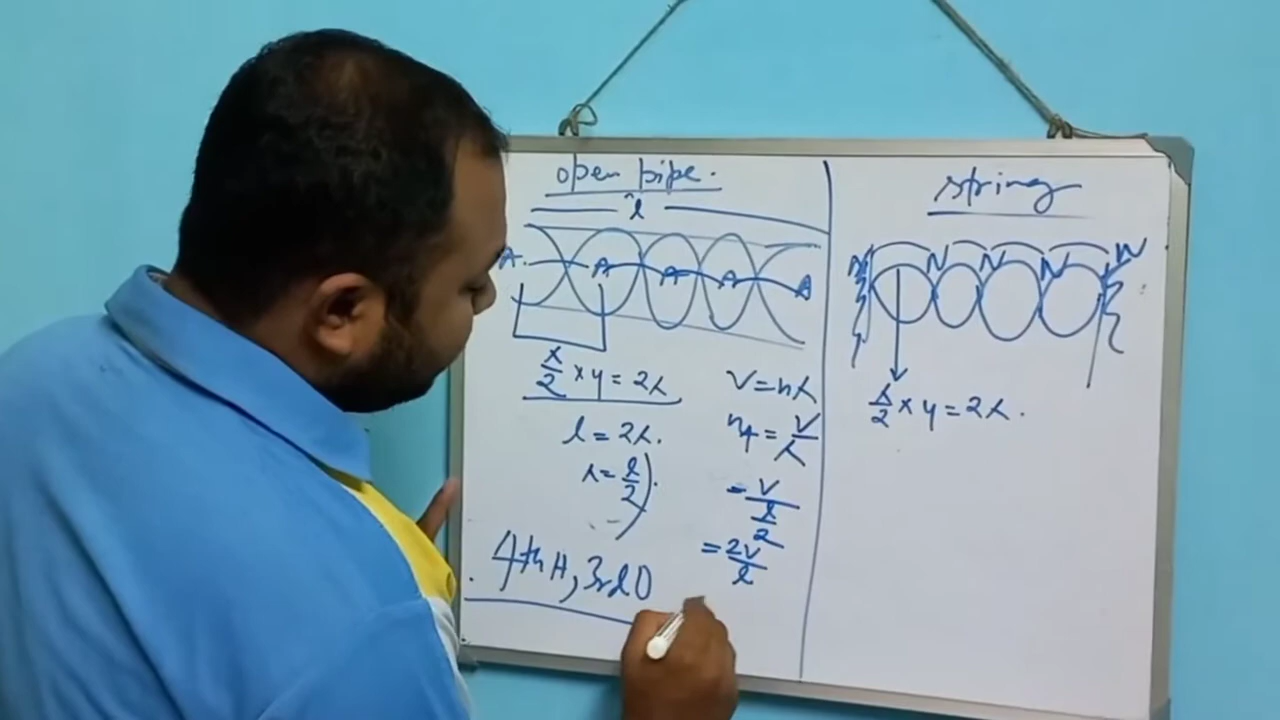 open pipe.
l
A A A A A
λ/2 × 4 = 2λ
l = 2λ.
λ = l/2
4th H, 3rd O
V = nλ
n4 = V/λ
= V/(l/2)
= 2V/l
string
N N N N N
λ/2 × 4 = 2λ.